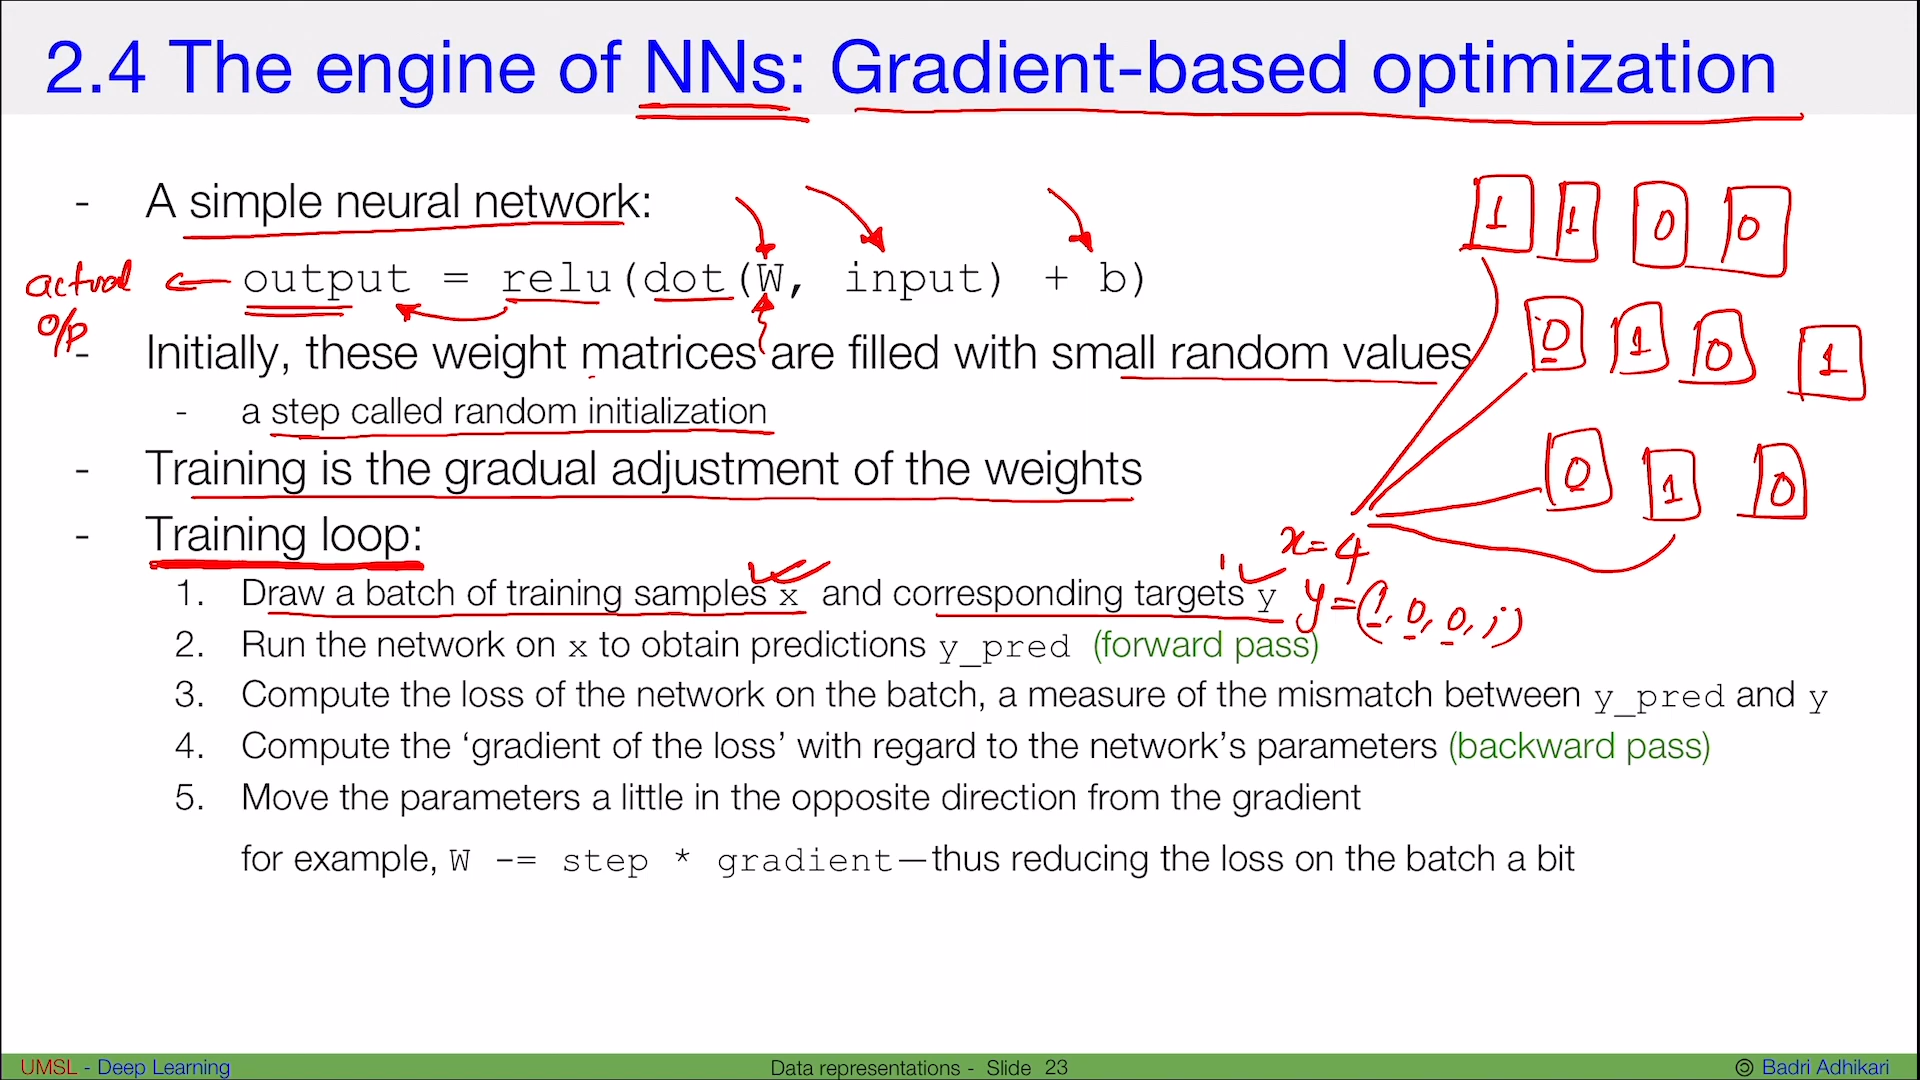 2.4 The engine of NNs: Gradient-based optimization
- A simple neural network:
1 1 0 0
actual o/p ← output = relu(dot(W, input) + b)
- Initially, these weight matrices are filled with small random values
0 1 0 1
- a step called random initialization
- Training is the gradual adjustment of the weights
0 1 0
- Training loop:
x=4
1. Draw a batch of training samples x and corresponding targets y
y=(1, 0, 0, 1)
2. Run the network on x to obtain predictions y_pred (forward pass)
3. Compute the loss of the network on the batch, a measure of the mismatch between y_pred and y
4. Compute the ‘gradient of the loss’ with regard to the network’s parameters (backward pass)
5. Move the parameters a little in the opposite direction from the gradient
for example, W -= step * gradient—thus reducing the loss on the batch a bit
UMSL - Deep Learning
Data representations - Slide 23
© Badri Adhikari